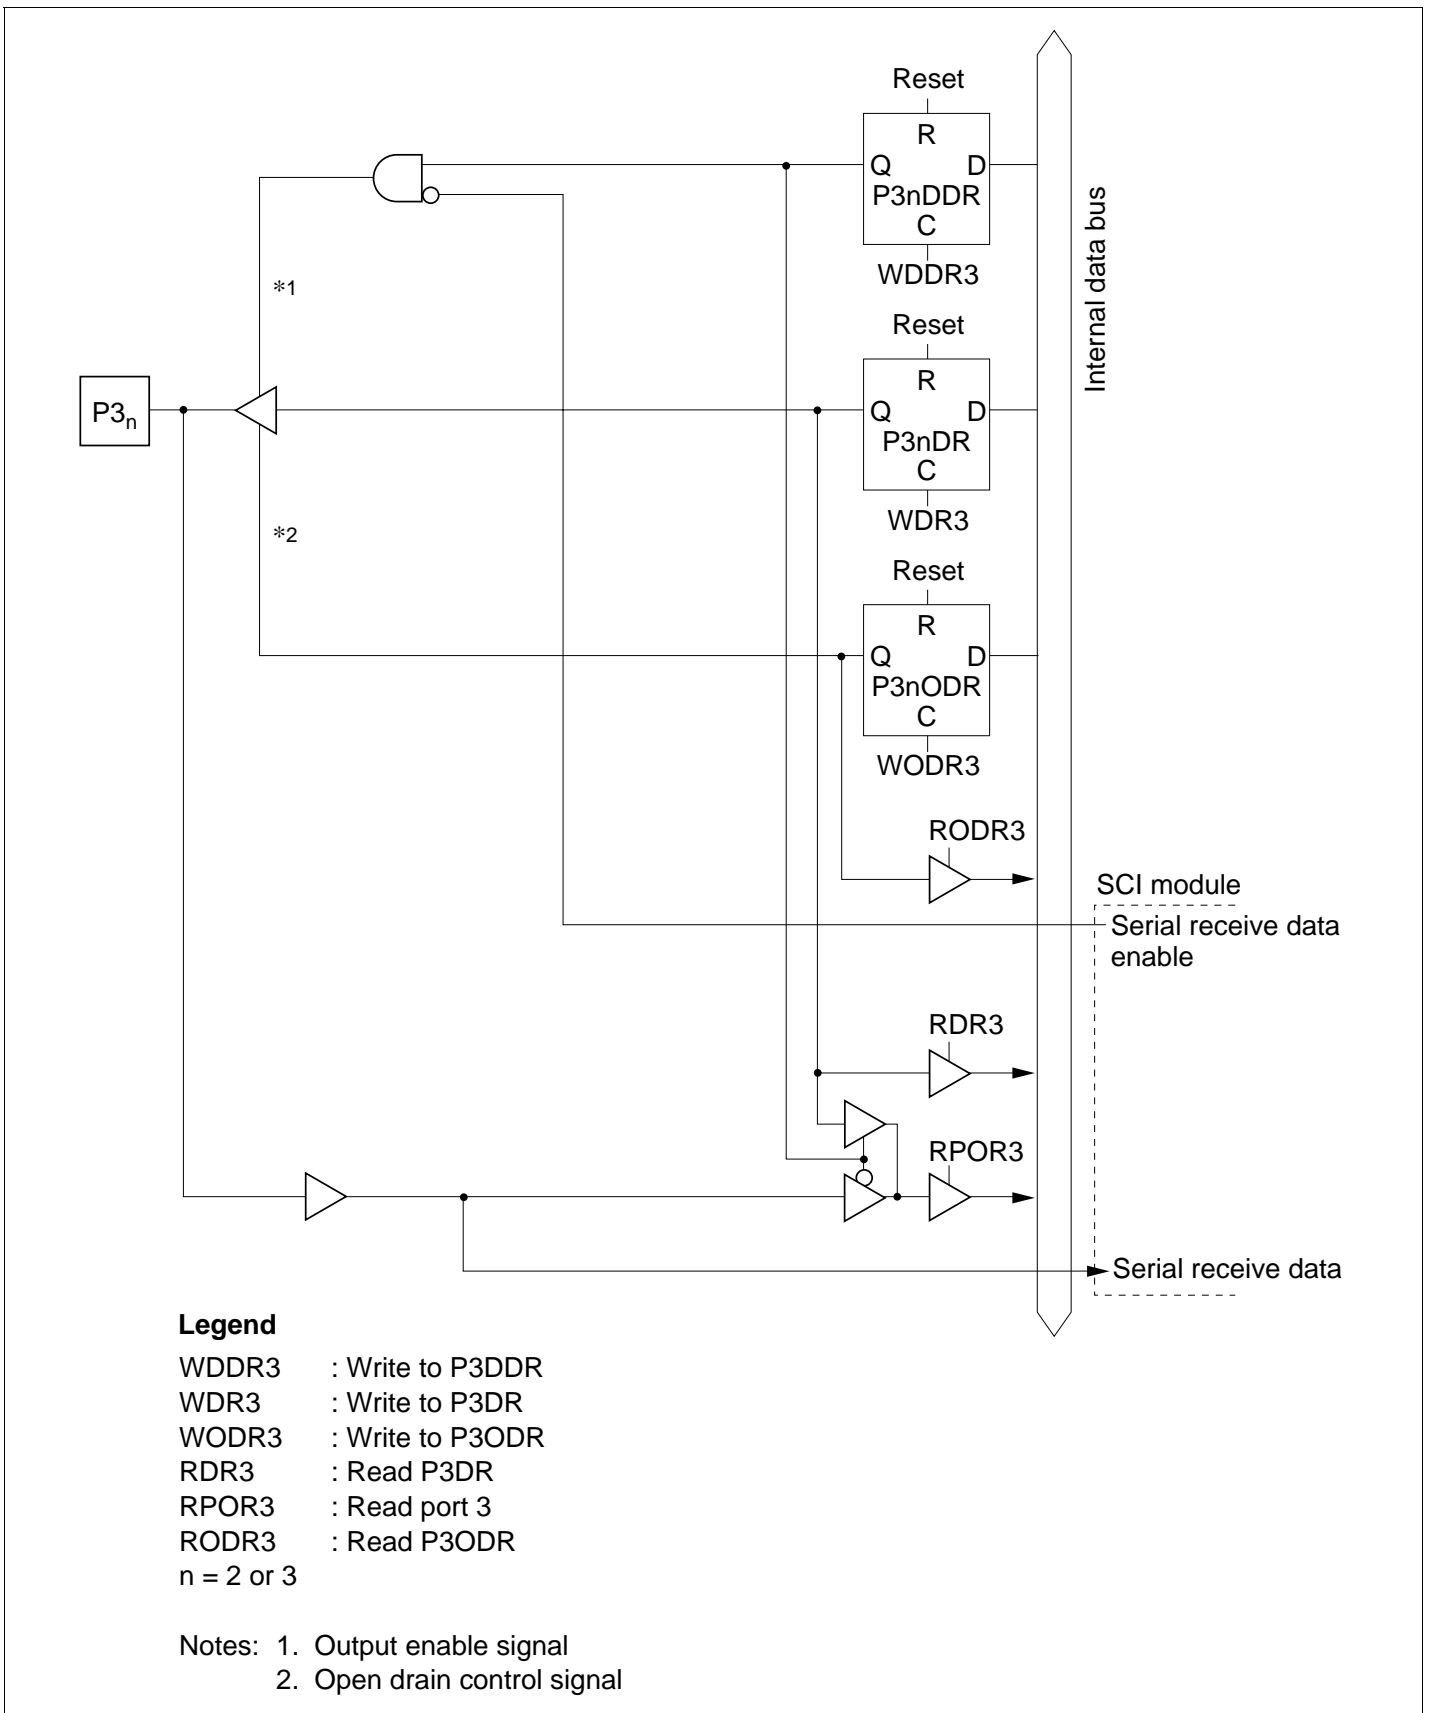 Reset
R
Q D
P3nDDR
C
WDDR3
Internal data bus
*1
Reset
R
P3n
Q D
P3nDR
C
WDR3
*2
Reset
R
Q D
P3nODR
C
WODR3
RODR3
SCI module
Serial receive data
enable
RDR3
RPOR3
Serial receive data
Legend
WDDR3 : Write to P3DDR
WDR3 : Write to P3DR
WODR3 : Write to P3ODR
RDR3 : Read P3DR
RPOR3 : Read port 3
RODR3 : Read P3ODR
n = 2 or 3
Notes: 1. Output enable signal
2. Open drain control signal